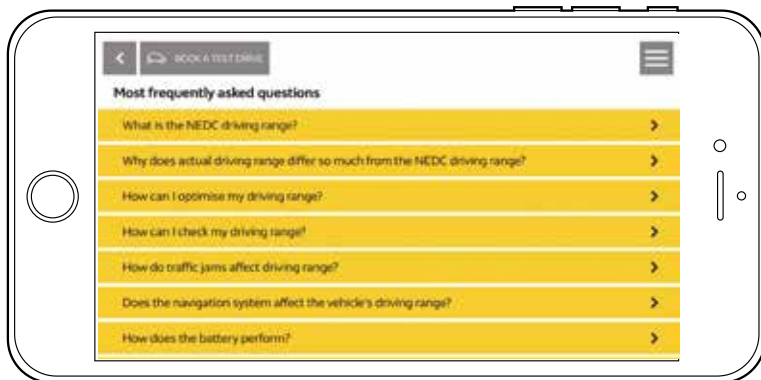 BOOK A TEST DRIVE
Most frequently asked questions
What is the NEDC driving range?
Why does actual driving range differ so much from the NEDC driving range?
How can I optimise my driving range?
How can I check my driving range?
How do traffic jams affect driving range?
Does the navigation system affect the vehicle's driving range?
How does the battery perform?